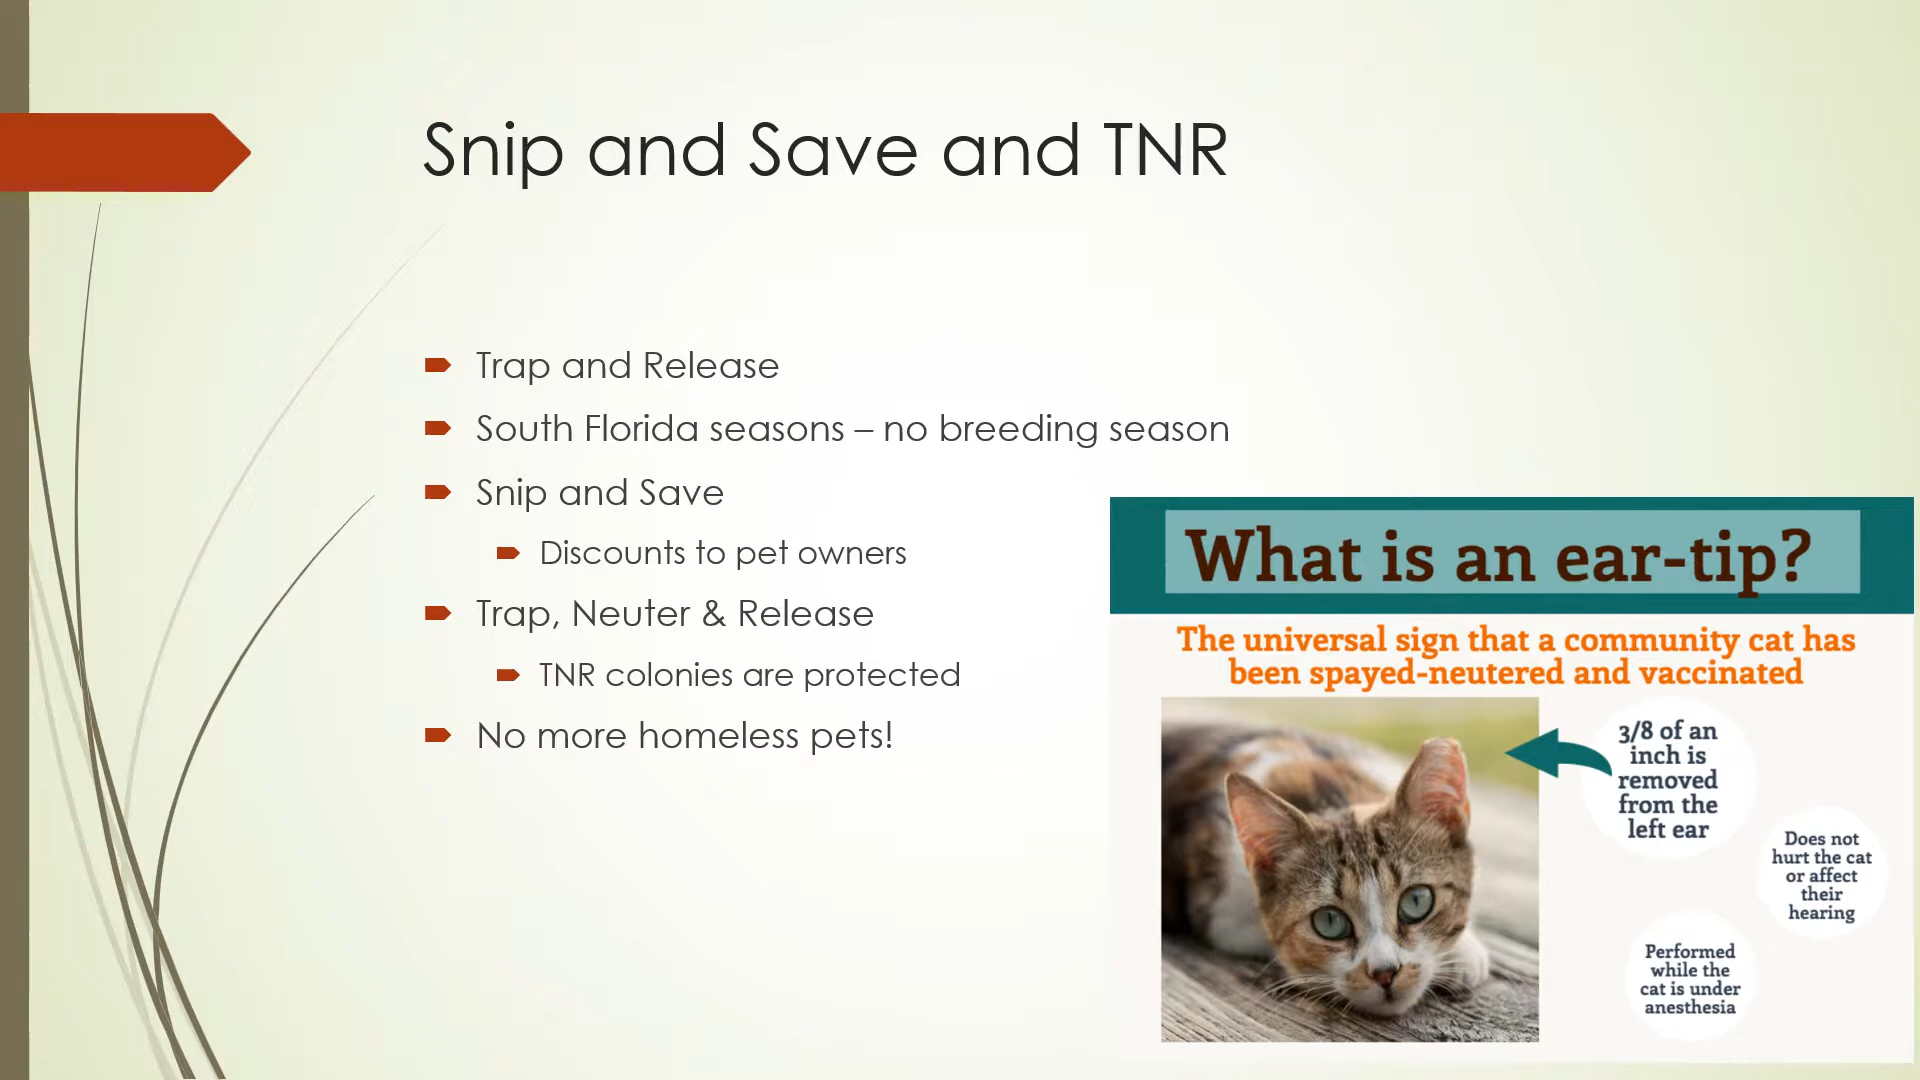 Snip and Save and TNR
Trap and Release
South Florida seasons – no breeding season
Snip and Save
Discounts to pet owners
Trap, Neuter & Release
TNR colonies are protected
No more homeless pets!
What is an ear-tip?
The universal sign that a community cat has
been spayed-neutered and vaccinated
3/8 of an
inch is
removed
from the
left ear
Does not
hurt the cat
or affect
their
hearing
Performed
while the
cat is under
anesthesia